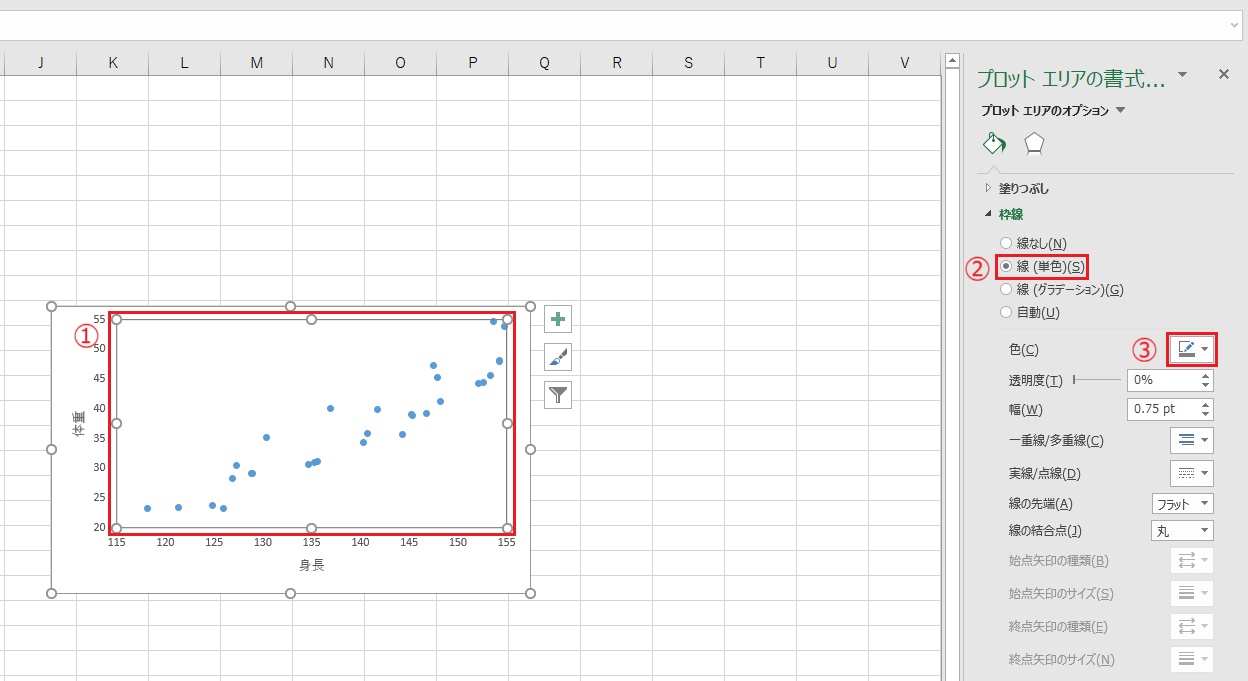 J K L M N O P Q R S T U V
プロット エリアの書式...
プロット エリアのオプション
塗りつぶし
枠線
線なし(N)
② 線 (単色)(S)
線 (グラデーション)(G)
自動(U)
色(C) ③
透明度(T) 0%
幅(W) 0.75 pt
一重線/多重線(C)
実線/点線(D)
線の先端(A) フラット
線の結合点(J) 丸
始点矢印の種類(B)
始点矢印のサイズ(S)
終点矢印の種類(E)
終点矢印のサイズ(N)
①
体重
55
50
45
40
35
30
25
20
115 120 125 130 135 140 145 150 155
身長